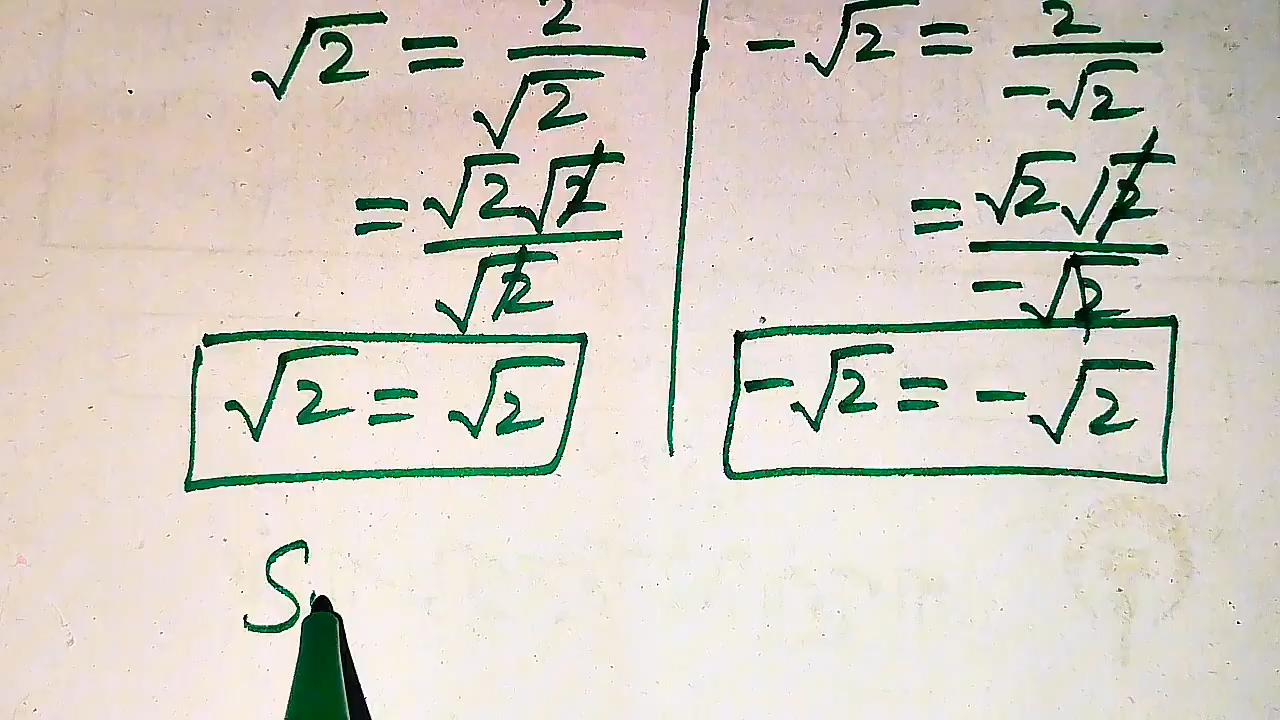 √2 = 2/√2
= √2√2/√2
√2 = √2
-√2 = 2/-√2
= √2√2/-√2
-√2 = -√2
S